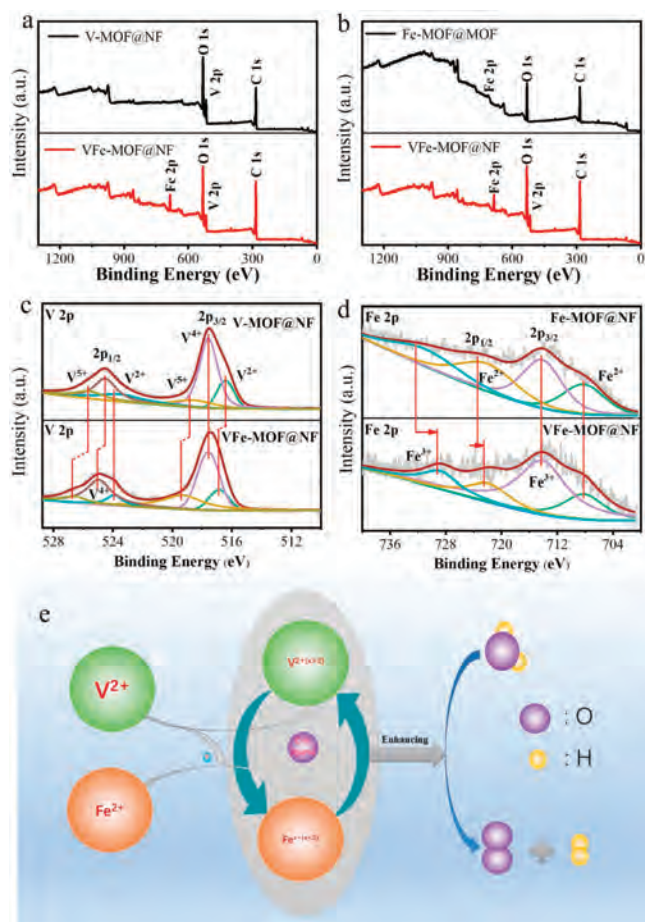 a
V-MOF@NF
O 1s
V 2p
C 1s
VFe-MOF@NF
Fe 2p
O 1s
V 2p
C 1s
Intensity (a.u.)
1200
900
600
300
0
Binding Energy (eV)
b
Fe-MOF@MOF
Fe 2p
O 1s
C 1s
VFe-MOF@NF
Fe 2p
O 1s
V 2p
C 1s
Intensity (a.u.)
1200
900
600
300
0
Binding Energy (eV)
c
V 2p
V-MOF@NF
2p3/2
2p1/2
V4+
V5+
V2+
V5+
V2+
V 2p
VFe-MOF@NF
V4+
Intensity (a.u.)
528
524
520
516
512
Binding Energy (eV)
d
Fe 2p
Fe-MOF@NF
2p1/2
2p3/2
Fe2+
Fe2+
Fe 2p
VFe-MOF@NF
Fe3+
Fe3+
Intensity (a.u.)
736
728
720
712
704
Binding Energy (eV)
e
V2+
Fe2+
Enhancing
: O
: H